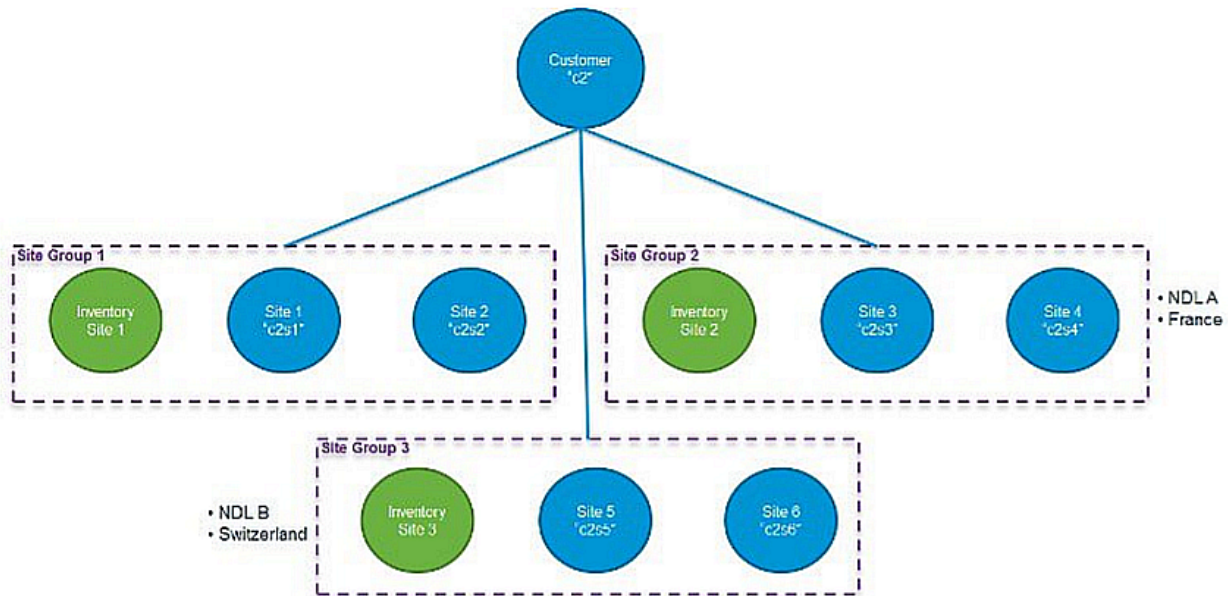 Customer
"c2"
Site Group 1
Inventory
Site 1
Site 1
"c2s1"
Site 2
"c2s2"
Site Group 2
Inventory
Site 2
Site 3
"c2s3"
Site 4
"c2s4"
• NDL A
• France
Site Group 3
Inventory
Site 3
Site 5
"c2s5"
Site 6
"c2s6"
• NDL B
• Switzerland